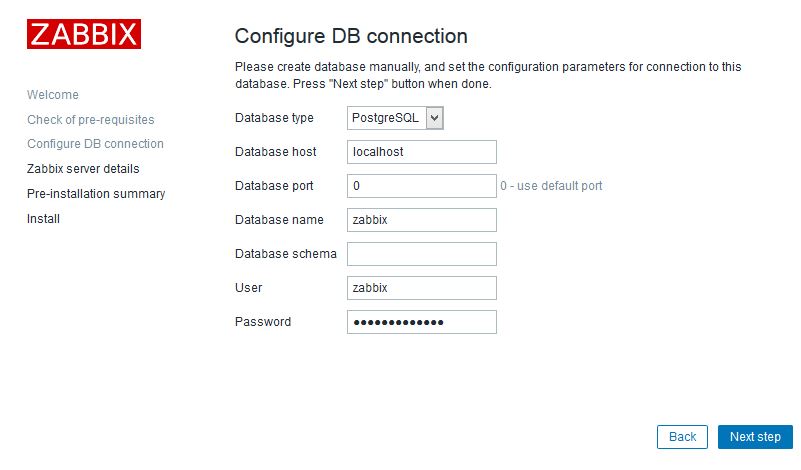 ZABBIX
Welcome
Check of pre-requisites
Configure DB connection
Zabbix server details
Pre-installation summary
Install
Configure DB connection
Please create database manually, and set the configuration parameters for connection to this
database. Press "Next step" button when done.
Database type PostgreSQL
Database host localhost
Database port 0 0 - use default port
Database name zabbix
Database schema
User zabbix
Password •••••••••••••
Back Next step